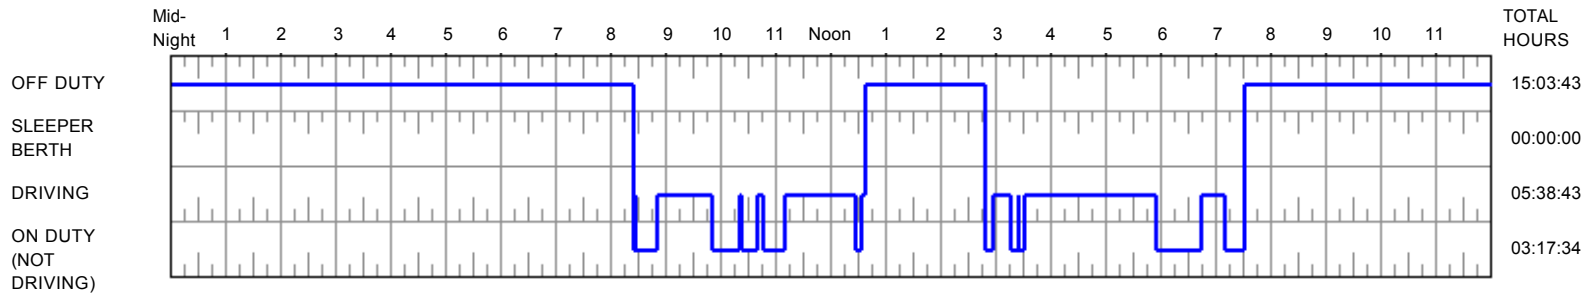 Mid-
Night 1 2 3 4 5 6 7 8 9 10 11 Noon 1 2 3 4 5 6 7 8 9 10 11
TOTAL
HOURS
OFF DUTY 15:03:43
SLEEPER
BERTH 00:00:00
DRIVING 05:38:43
ON DUTY
(NOT
DRIVING) 03:17:34